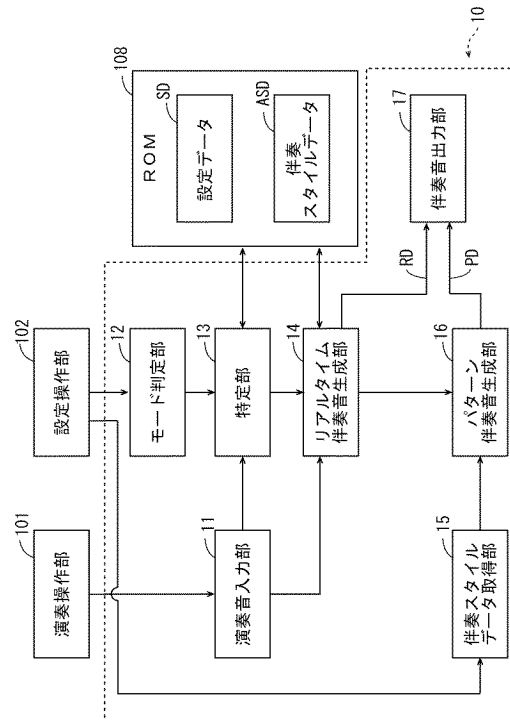 101
演奏操作部
102
設定操作部
108
ROM
SD
設定データ
ASD
伴奏
スタイルデータ
12
モード判定部
11
演奏音入力部
13
特定部
14
リアルタイム
伴奏音生成部
RD
PD
17
伴奏音出力部
15
伴奏スタイル
データ取得部
16
パターン
伴奏音生成部
10